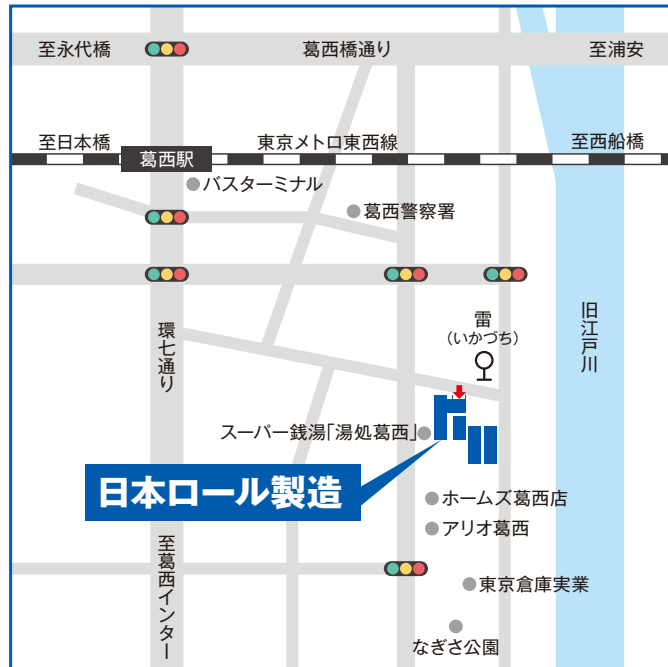 至永代橋
葛西橋通り
至浦安
至日本橋
葛西駅
東京メトロ東西線
至西船橋
バスターミナル
葛西警察署
環七通り
雷
(いかづち)
旧江戸川
スーパー銭湯「湯処葛西」
日本ロール製造
ホームズ葛西店
アリオ葛西
至葛西インター
東京倉庫実業
なぎさ公園